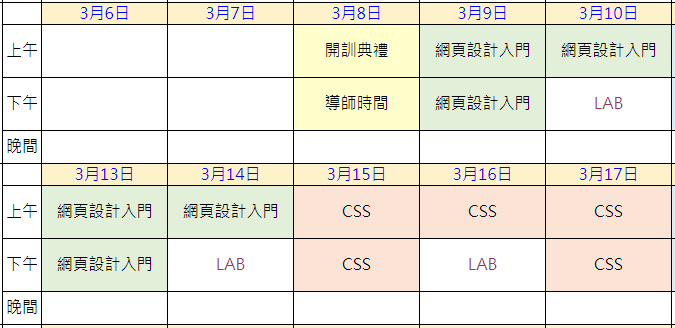 3月6日 3月7日 3月8日 3月9日 3月10日
上午 開訓典禮 網頁設計入門 網頁設計入門
下午 導師時間 網頁設計入門 LAB
晚間
3月13日 3月14日 3月15日 3月16日 3月17日
上午 網頁設計入門 網頁設計入門 CSS CSS CSS
下午 網頁設計入門 LAB CSS LAB CSS
晚間